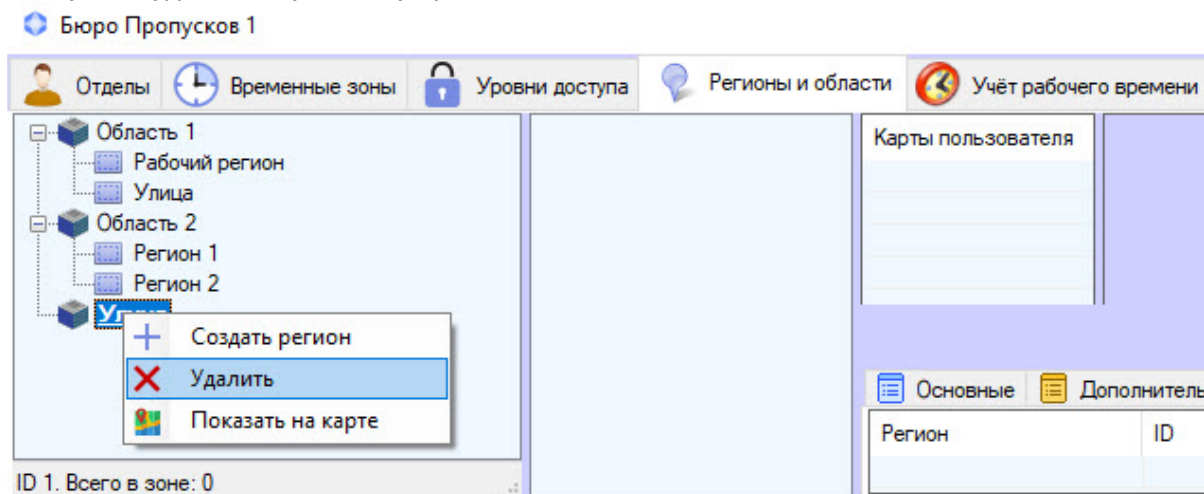 Бюро Пропусков 1
Отделы Временные зоны Уровни доступа Регионы и области Учёт рабочего времени
Область 1
Рабочий регион
Улица
Область 2
Регион 1
Регион 2
Создать регион
Удалить
Показать на карте
ID 1. Всего в зоне: 0
Карты пользователя
Основные Дополнитель
Регион ID